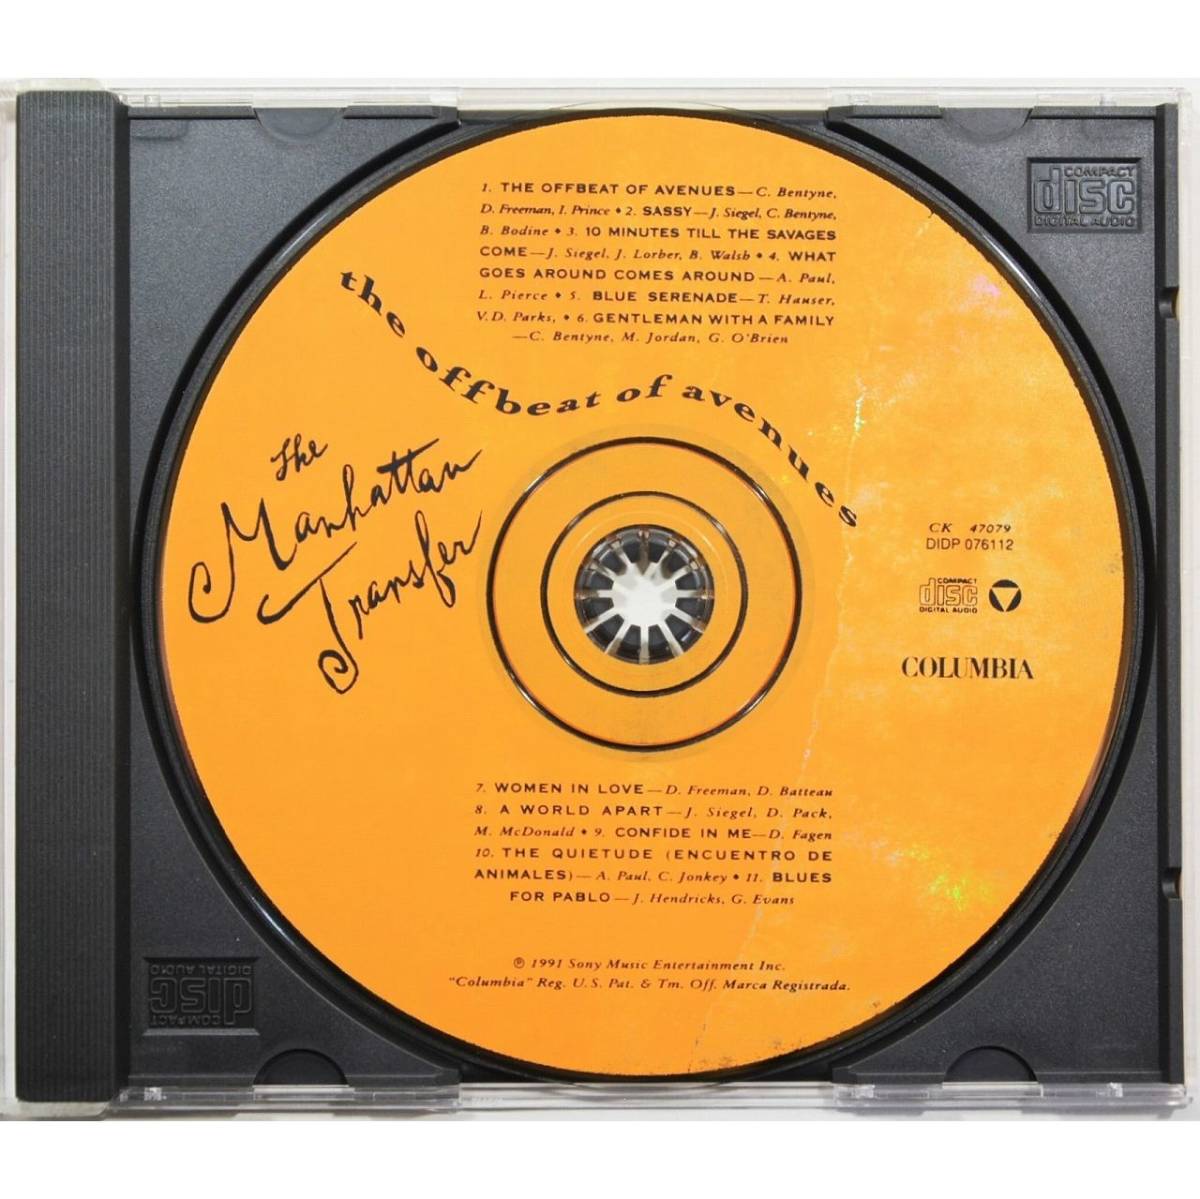 1. THE OFFBEAT OF AVENUES—C. Bentyne,
D. Freeman, I. Prince • 2. SASSY—J. Siegel, C. Bentyne,
B. Bodine • 3. 10 MINUTES TILL THE SAVAGES
COME—J. Siegel, J. Lorber, B. Walsh • 4. WHAT
GOES AROUND COMES AROUND—A. Paul,
L. Pierce • 5. BLUE SERENADE—T. Hauser,
V.D. Parks, • 6. GENTLEMAN WITH A FAMILY
—C. Bentyne, M. Jordan, G. O'Brien
the offbeat of avenues
The
Manhattan
Transfer
CK 47079
DIDP 076112
COMPACT
disc
DIGITAL AUDIO
COLUMBIA
7. WOMEN IN LOVE—D. Freeman, D. Batteau
8. A WORLD APART—J. Siegel, D. Pack,
M. McDonald • 9. CONFIDE IN ME—D. Fagen
10. THE QUIETUDE (ENCUENTRO DE
ANIMALES)—A. Paul, C. Jonkey • 11. BLUES
FOR PABLO—J. Hendricks, G. Evans
℗ 1991 Sony Music Entertainment Inc.
"Columbia" Reg. U.S. Pat. & Tm. Off. Marca Registrada.
COMPACT
disc
DIGITAL AUDIO
COMPACT
disc
DIGITAL AUDIO